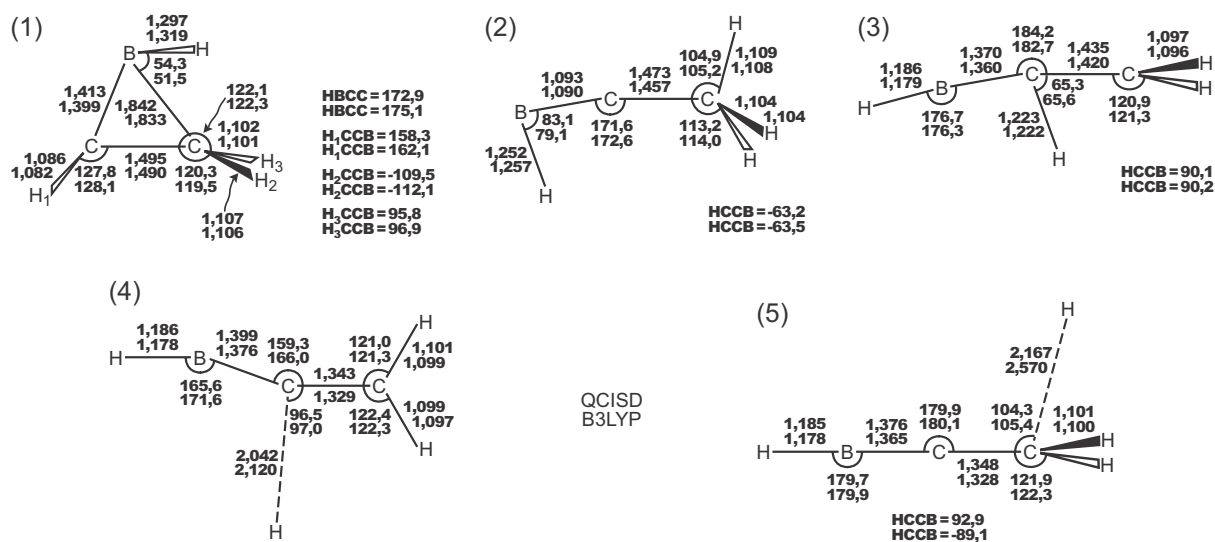 (1)
1,297
1,319
B
H
54,3
51,5
1,413
1,399
1,842
1,833
122,1
122,3
1,102
1,101
1,086
1,082
C
C
H3
H2
H1
127,8
128,1
1,495
1,490
120,3
119,5
1,107
1,106
HBCC = 172,9
HBCC = 175,1
H1CCB = 158,3
H1CCB = 162,1
H2CCB = -109,5
H2CCB = -112,1
H3CCB = 95,8
H3CCB = 96,9
(2)
H
104,9
105,2
1,109
1,108
1,093
1,090
1,473
1,457
B
C
C
1,104
1,104
83,1
79,1
171,6
172,6
113,2
114,0
H
H
1,252
1,257
H
HCCB = -63,2
HCCB = -63,5
(3)
184,2
182,7
1,186
1,179
1,370
1,360
1,435
1,420
1,097
1,096
H
B
C
C
H
H
65,3
65,6
176,7
176,3
1,223
1,222
120,9
121,3
H
HCCB = 90,1
HCCB = 90,2
(4)
H
1,186
1,178
1,399
1,376
159,3
166,0
121,0
121,3
1,101
1,099
H
B
C
1,343
1,329
C
165,6
171,6
96,5
97,0
122,4
122,3
1,099
1,097
H
2,042
2,120
H
QCISD
B3LYP
(5)
H
2,167
2,570
1,185
1,178
1,376
1,365
179,9
180,1
104,3
105,4
1,101
1,100
H
B
C
C
H
H
179,7
179,9
1,348
1,328
121,9
122,3
HCCB = 92,9
HCCB = -89,1